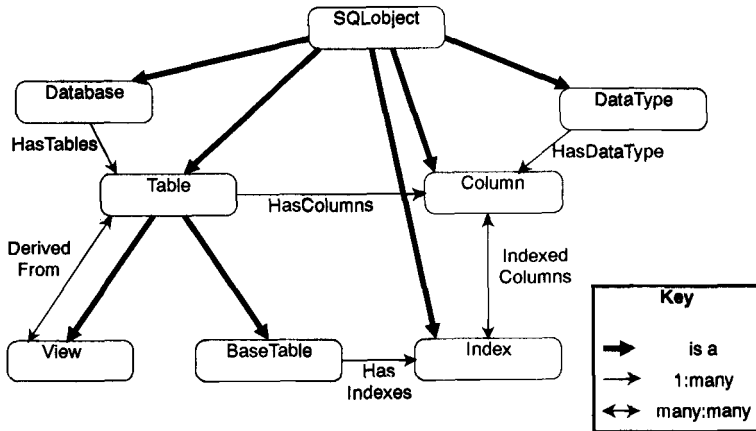 SQLobject
Database
DataType
HasTables
HasDataType
Table
Column
HasColumns
Derived
From
Indexed
Columns
View
BaseTable
Has
Indexes
Index
Key
is a
1:many
many:many